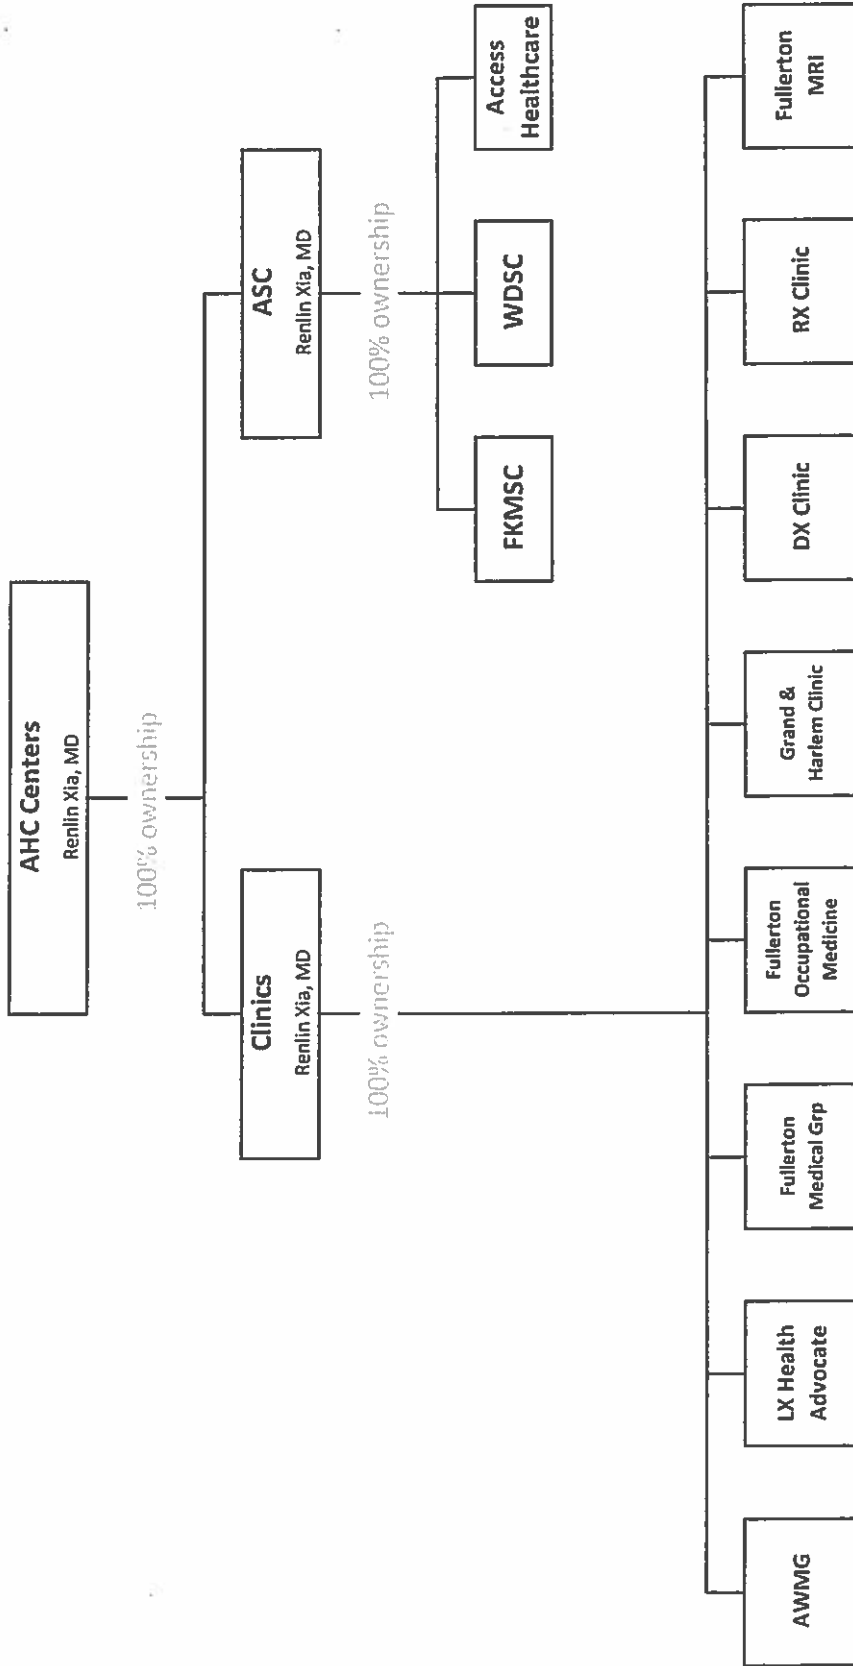 AHC Centers
Renlin Xia, MD
100% ownership
Clinics
Renlin Xia, MD
100% ownership
ASC
Renlin Xia, MD
100% ownership
FKMSC
WDSC
Access
Healthcare
AWMG
LX Health
Advocate
Fullerton
Medical Grp
Fullerton
Occupational
Medicine
Grand &
Harlem Clinic
DX Clinic
RX Clinic
Fullerton
MRI